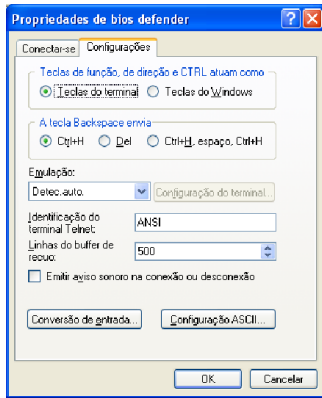 Propriedades de bios defender
Conectar-se Configurações
Teclas de função, de direção e CTRL atuam como
Teclas do terminal Teclas do Windows
A tecla Backspace envia
Ctrl+H Del Ctrl+H, espaço, Ctrl+H
Emulação:
Detec.auto. Configuração do terminal...
Identificação do terminal Telnet: ANSI
Linhas do buffer de recuo: 500
Emitir aviso sonoro na conexão ou desconexão
Conversão de entrada... Configuração ASCII...
OK Cancelar